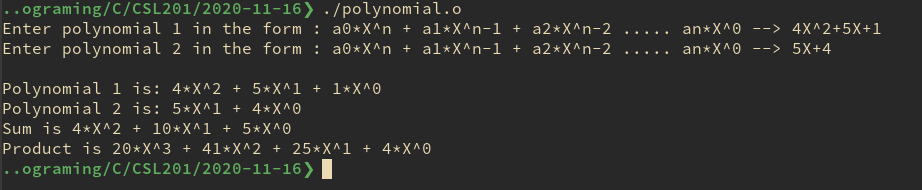 ..ograming/C/CSL201/2020-11-16❯ ./polynomial.o
Enter polynomial 1 in the form : a0*X^n + a1*X^n-1 + a2*X^n-2 ..... an*X^0 --> 4X^2+5X+1
Enter polynomial 2 in the form : a0*X^n + a1*X^n-1 + a2*X^n-2 ..... an*X^0 --> 5X+4
Polynomial 1 is: 4*X^2 + 5*X^1 + 1*X^0
Polynomial 2 is: 5*X^1 + 4*X^0
Sum is 4*X^2 + 10*X^1 + 5*X^0
Product is 20*X^3 + 41*X^2 + 25*X^1 + 4*X^0
..ograming/C/CSL201/2020-11-16❯